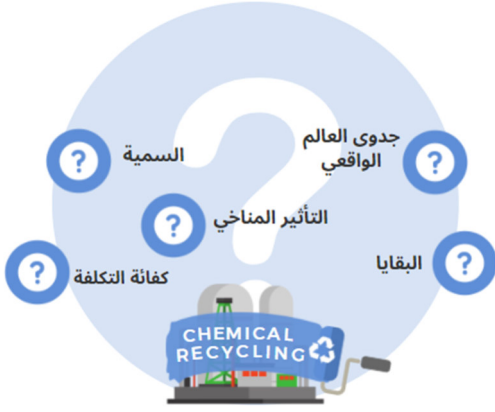 جدوى العالم
الواقعي
السمية
التأثير المناخي
البقايا
كفائة التكلفة
CHEMICAL
RECYCLING